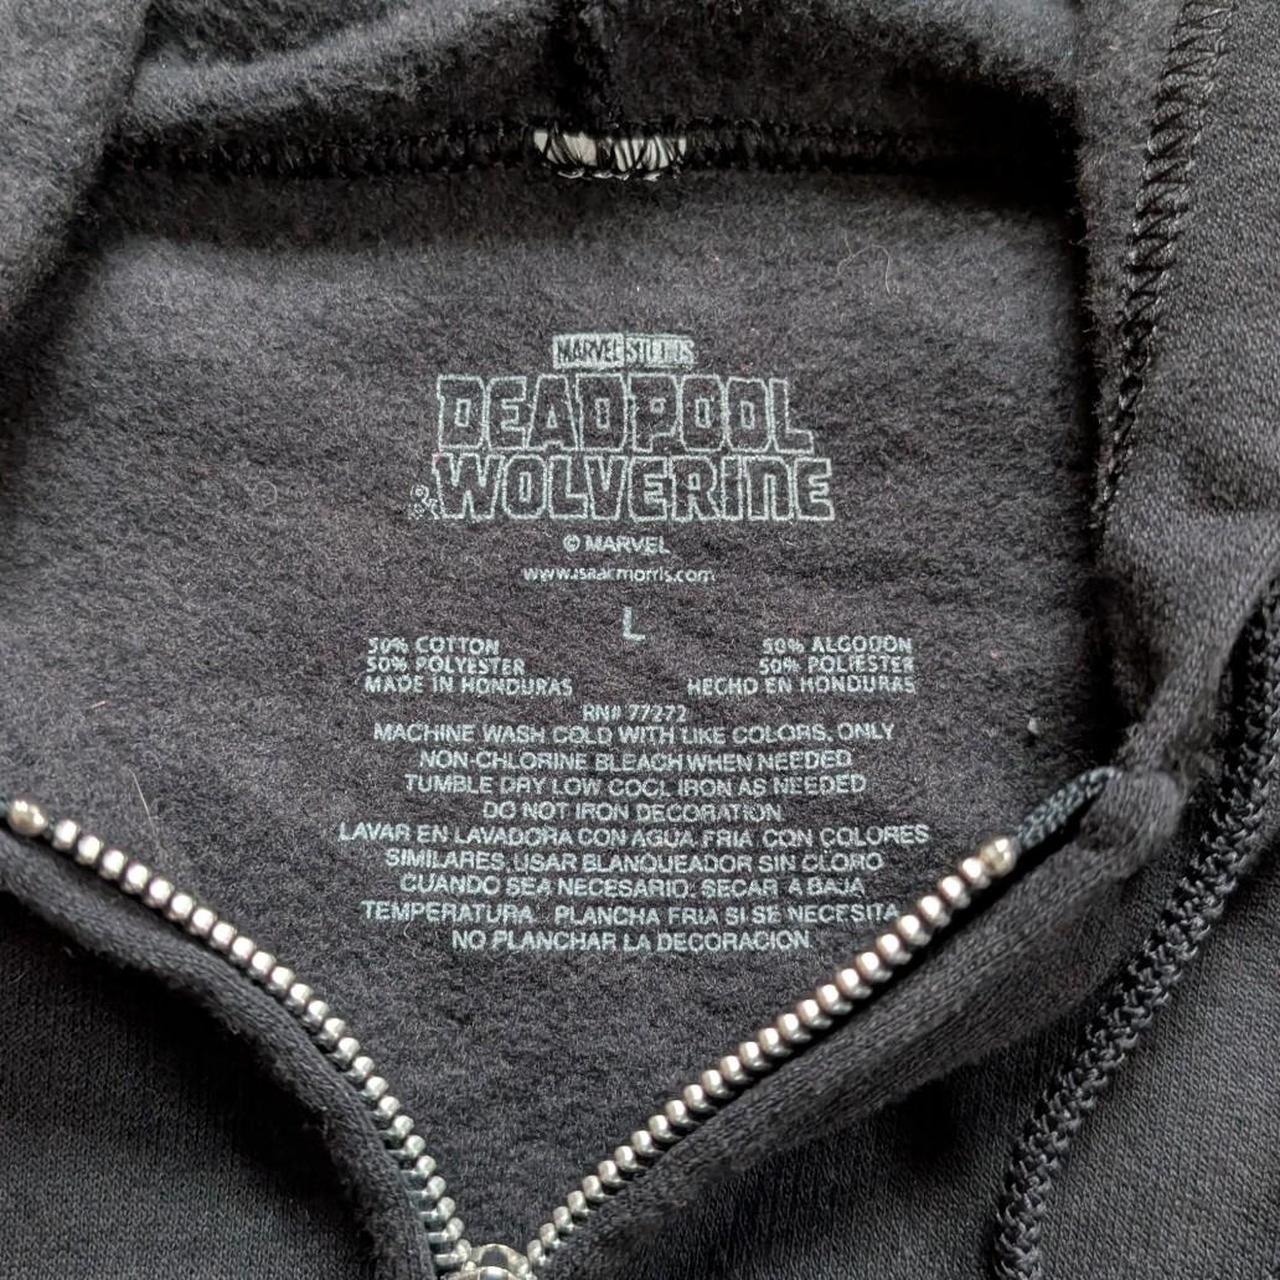 MARVEL STUDIOS
DEADPOOL
& WOLVERINE
© MARVEL
www.isaacmorris.com
L
50% COTTON
50% POLYESTER
MADE IN HONDURAS
50% ALGODON
50% POLIESTER
HECHO EN HONDURAS
RN# 77272
MACHINE WASH COLD WITH LIKE COLORS, ONLY
NON-CHLORINE BLEACH WHEN NEEDED
TUMBLE DRY LOW COOL IRON AS NEEDED
DO NOT IRON DECORATION
LAVAR EN LAVADORA CON AGUA FRIA CON COLORES
SIMILARES, USAR BLANQUEADOR SIN CLORO
CUANDO SEA NECESARIO. SECAR A BAJA
TEMPERATURA. PLANCHA FRIA SI SE NECESITA
NO PLANCHAR LA DECORACION